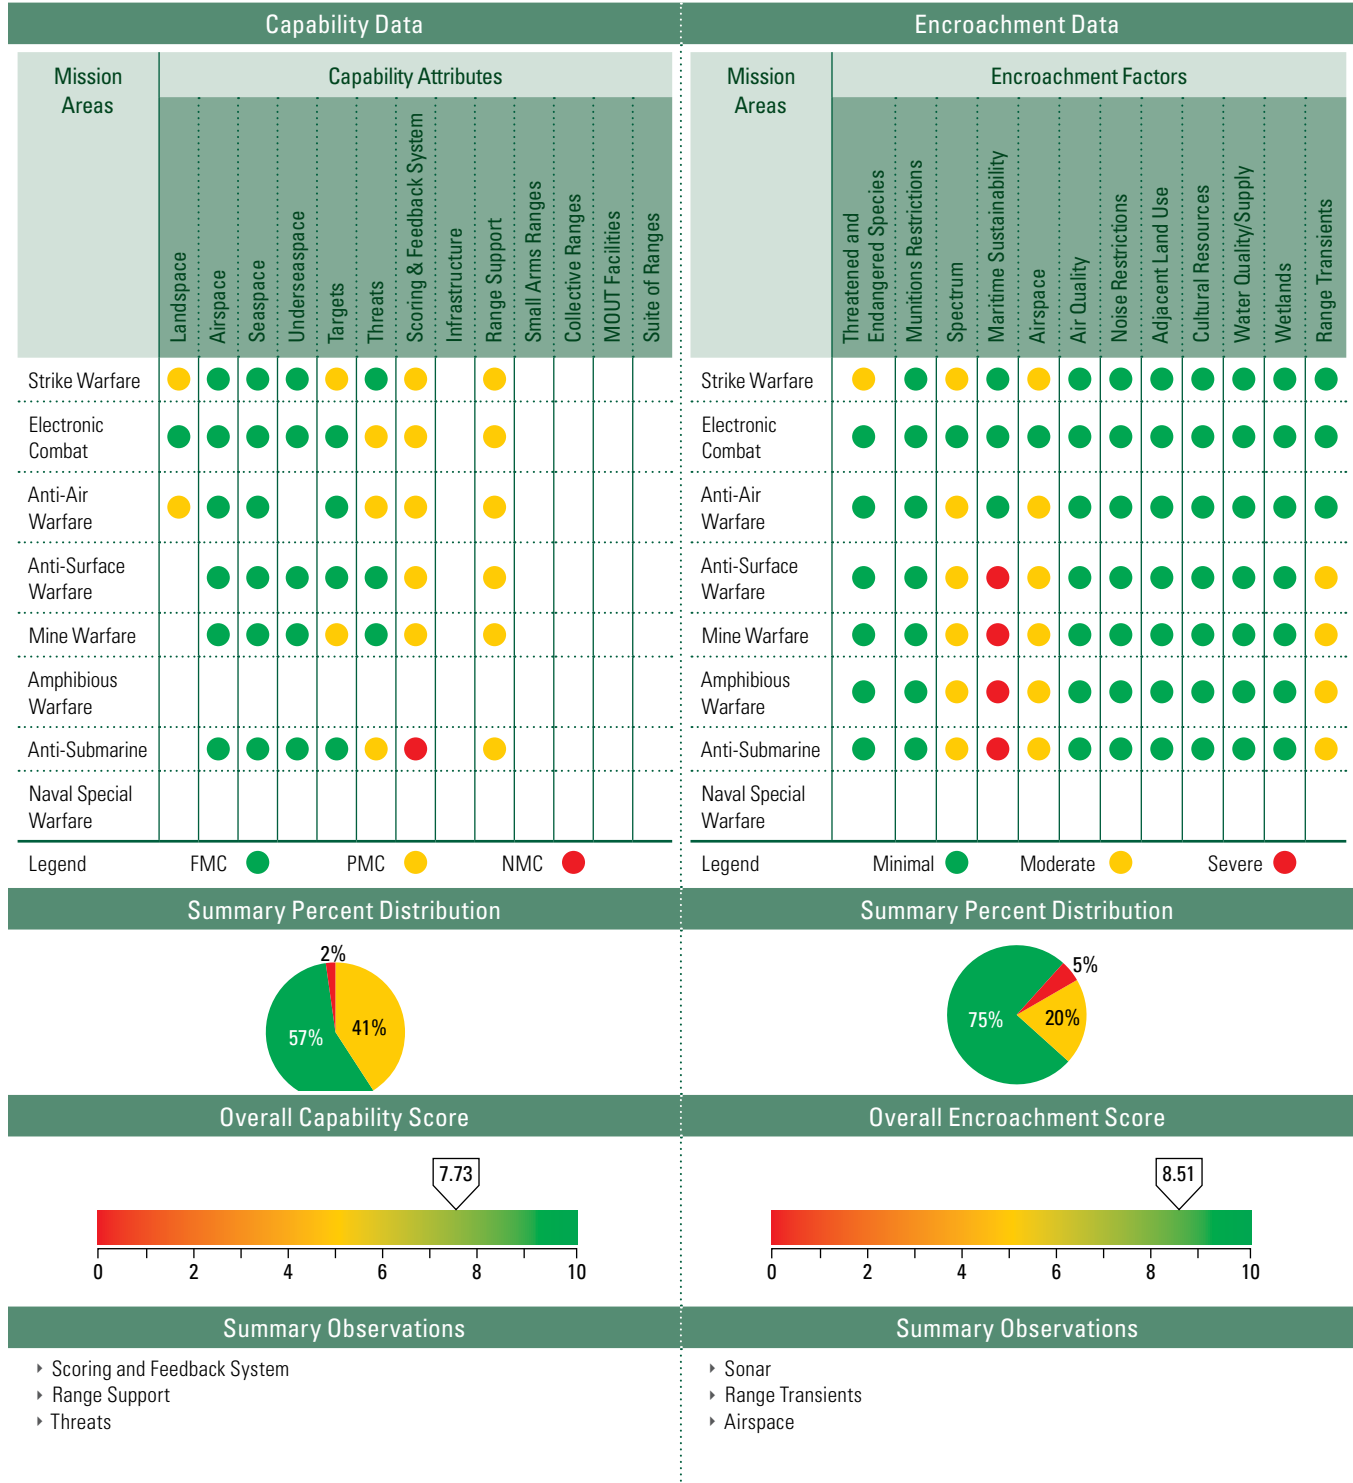 Capability Data
Mission
Areas
Capability Attributes
Landspace
Airspace
Seaspace
Underseaspace
Targets
Threats
Scoring & Feedback System
Infrastructure
Range Support
Small Arms Ranges
Collective Ranges
MOUT Facilities
Suite of Ranges
Strike Warfare
Electronic
Combat
Anti-Air
Warfare
Anti-Surface
Warfare
Mine Warfare
Amphibious
Warfare
Anti-Submarine
Naval Special
Warfare
Legend FMC PMC NMC
Summary Percent Distribution
2%
41%
57%
Overall Capability Score
7.73
0 2 4 6 8 10
Summary Observations
‣ Scoring and Feedback System
‣ Range Support
‣ Threats
Encroachment Data
Mission
Areas
Encroachment Factors
Threatened and
Endangered Species
Munitions Restrictions
Spectrum
Maritime Sustainability
Airspace
Air Quality
Noise Restrictions
Adjacent Land Use
Cultural Resources
Water Quality/Supply
Wetlands
Range Transients
Strike Warfare
Electronic
Combat
Anti-Air
Warfare
Anti-Surface
Warfare
Mine Warfare
Amphibious
Warfare
Anti-Submarine
Naval Special
Warfare
Legend Minimal Moderate Severe
Summary Percent Distribution
5%
75%
20%
Overall Encroachment Score
8.51
0 2 4 6 8 10
Summary Observations
‣ Sonar
‣ Range Transients
‣ Airspace